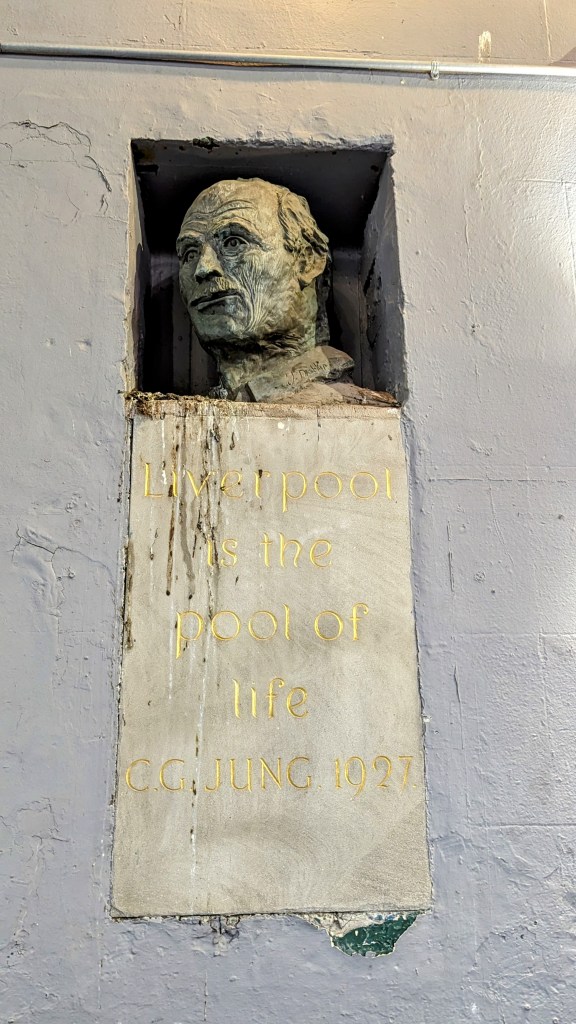 Liverpool
is the
pool of
life
C.G. JUNG. 1927.